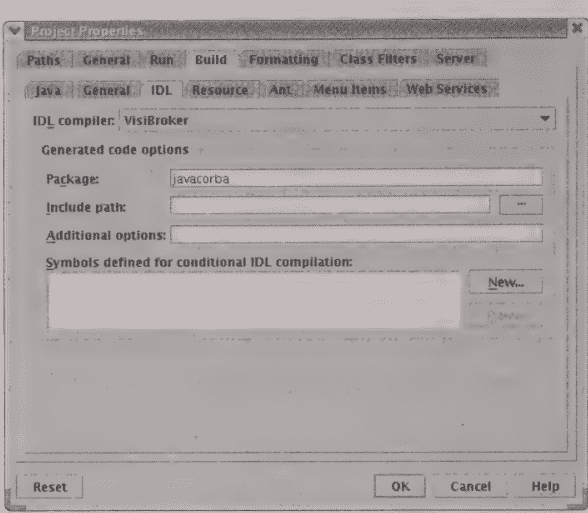 Project Properties
Paths General Run Build Formatting Class Filters Server
Java General IDL Resource Ant Menu Items Web Services
IDL compiler: VisiBroker
Generated code options
Package: javacorba
Include path: ...
Additional options:
Symbols defined for conditional IDL compilation:
New...
Reset OK Cancel Help